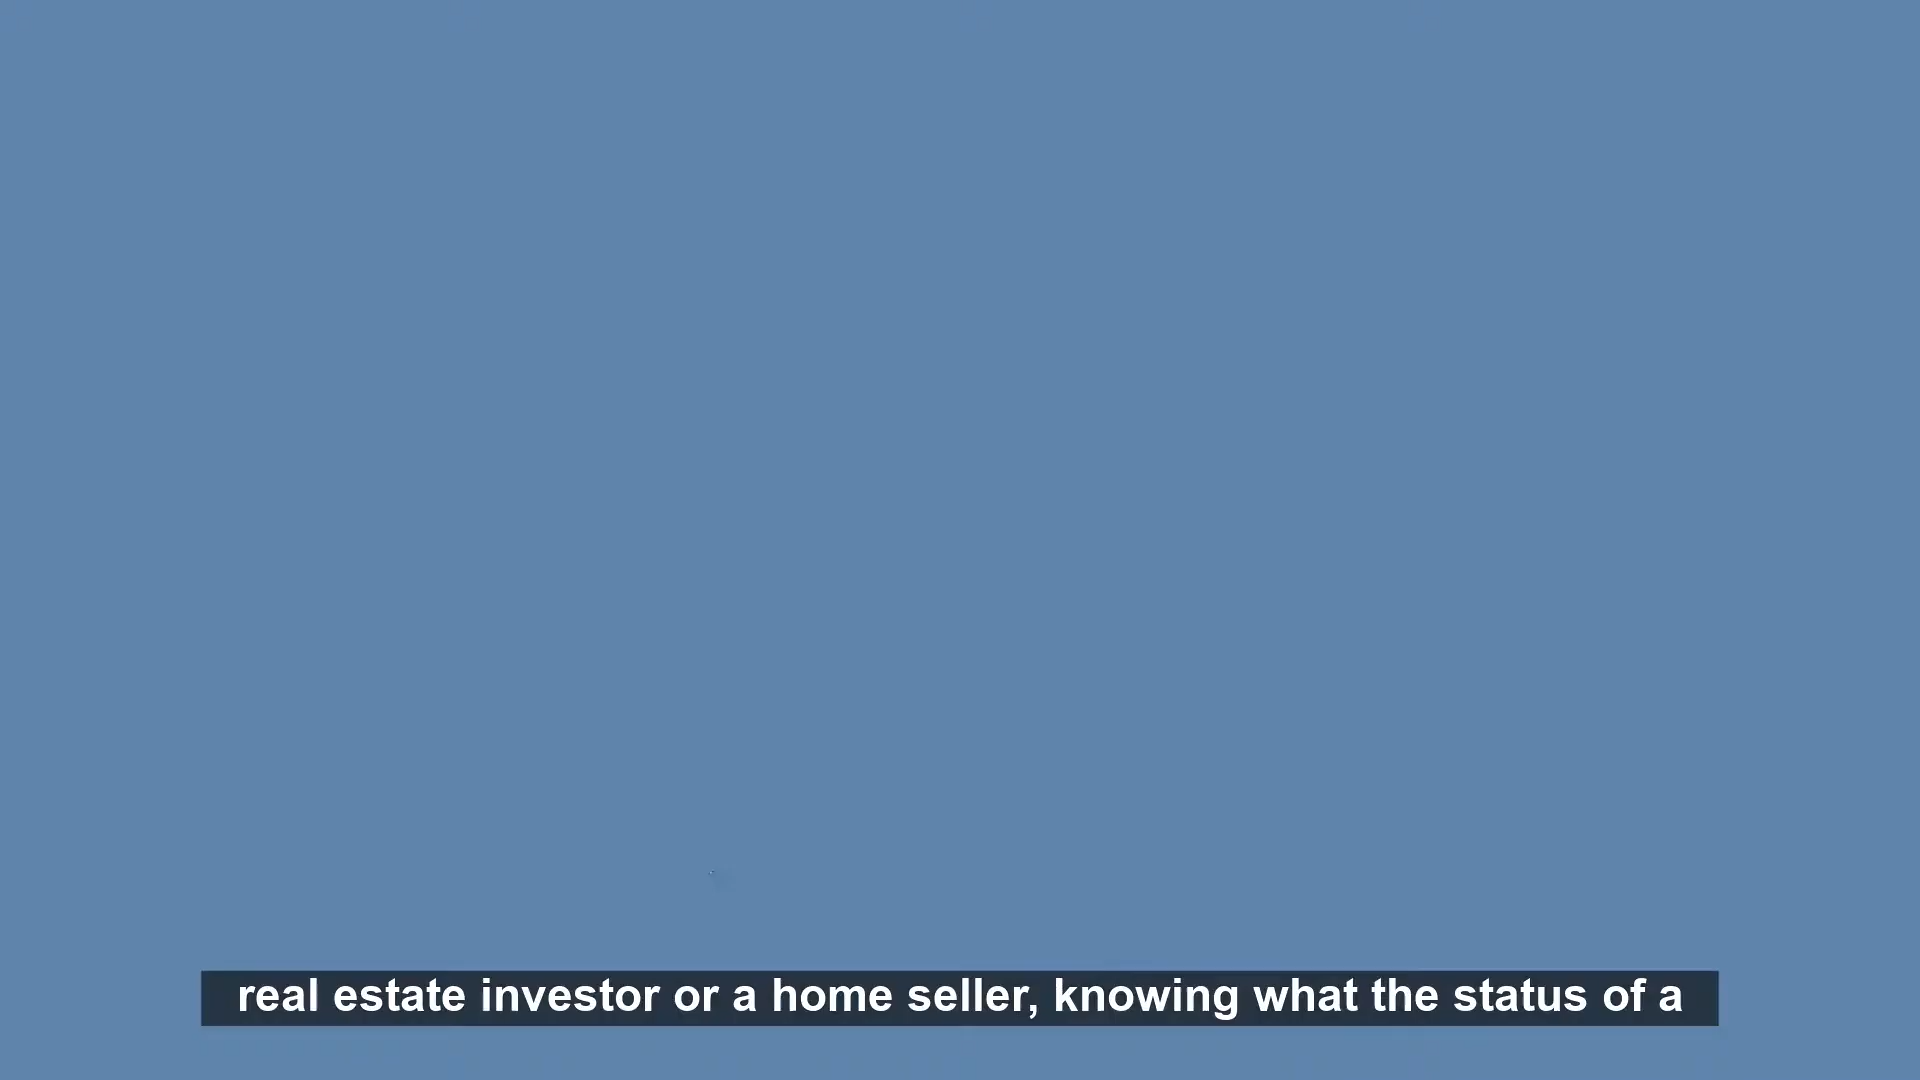 real estate investor or a home seller, knowing what the status of a